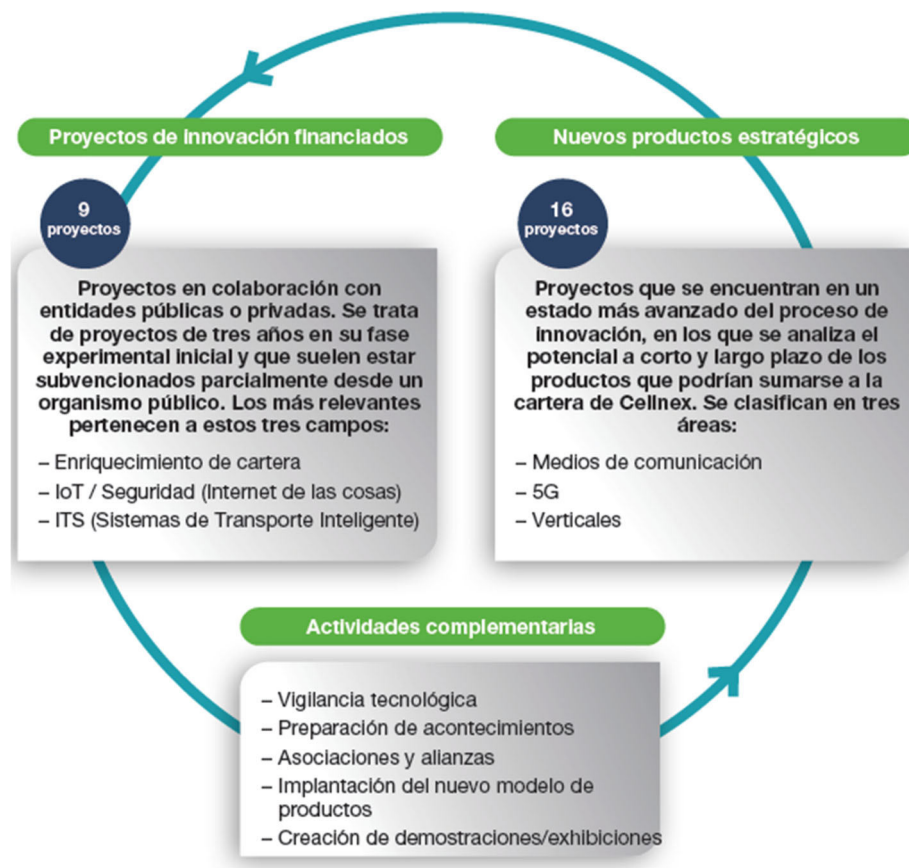 Proyectos de innovación financiados
9
proyectos
Proyectos en colaboración con
entidades públicas o privadas. Se trata
de proyectos de tres años en su fase
experimental inicial y que suelen estar
subvencionados parcialmente desde un
organismo público. Los más relevantes
pertenecen a estos tres campos:
– Enriquecimiento de cartera
– IoT / Seguridad (Internet de las cosas)
– ITS (Sistemas de Transporte Inteligente)
Nuevos productos estratégicos
16
proyectos
Proyectos que se encuentran en un
estado más avanzado del proceso de
innovación, en los que se analiza el
potencial a corto y largo plazo de los
productos que podrían sumarse a la
cartera de Cellnex. Se clasifican en tres
áreas:
– Medios de comunicación
– 5G
– Verticales
Actividades complementarias
– Vigilancia tecnológica
– Preparación de acontecimientos
– Asociaciones y alianzas
– Implantación del nuevo modelo de
productos
– Creación de demostraciones/exhibiciones